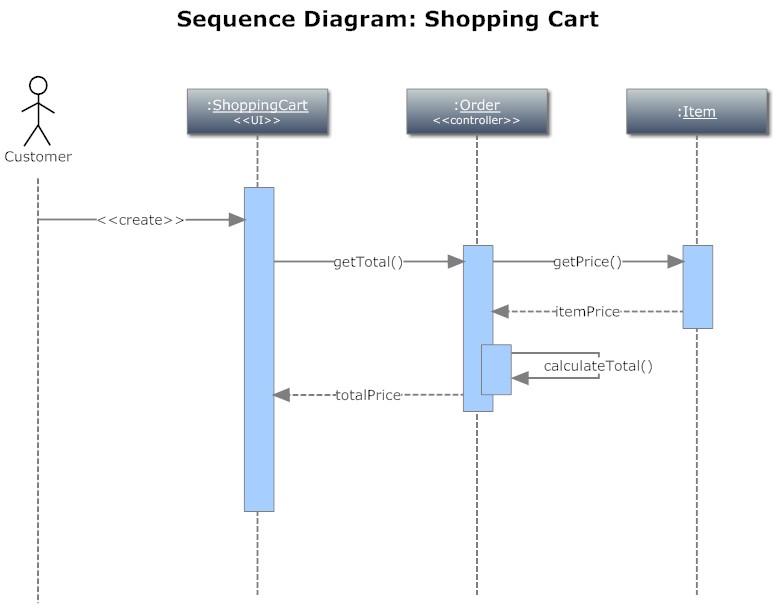 Sequence Diagram: Shopping Cart
:ShoppingCart
<<UI>>
:Order
<<controller>>
:Item
Customer
<<create>>
getTotal()
getPrice()
itemPrice
calculateTotal()
totalPrice